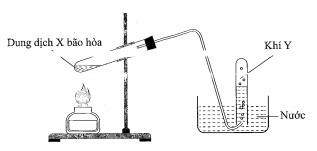 Dung dịch X bão hòa
Khí Y
Nước